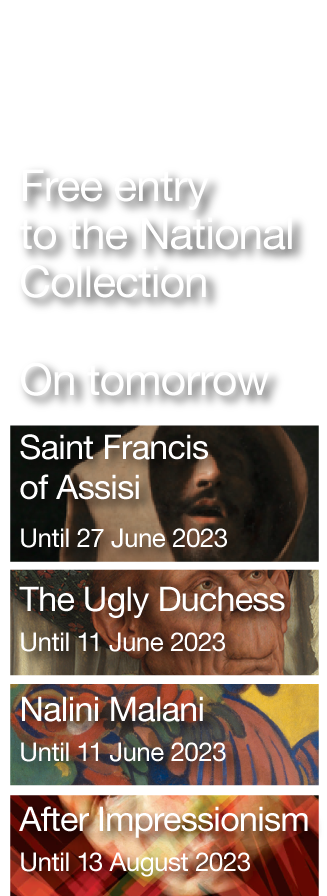 Free entry
to the National
Collection
On tomorrow
Saint Francis
of Assisi
Until 27 June 2023
The Ugly Duchess
Until 11 June 2023
Nalini Malani
Until 11 June 2023
After Impressionism
Until 13 August 2023